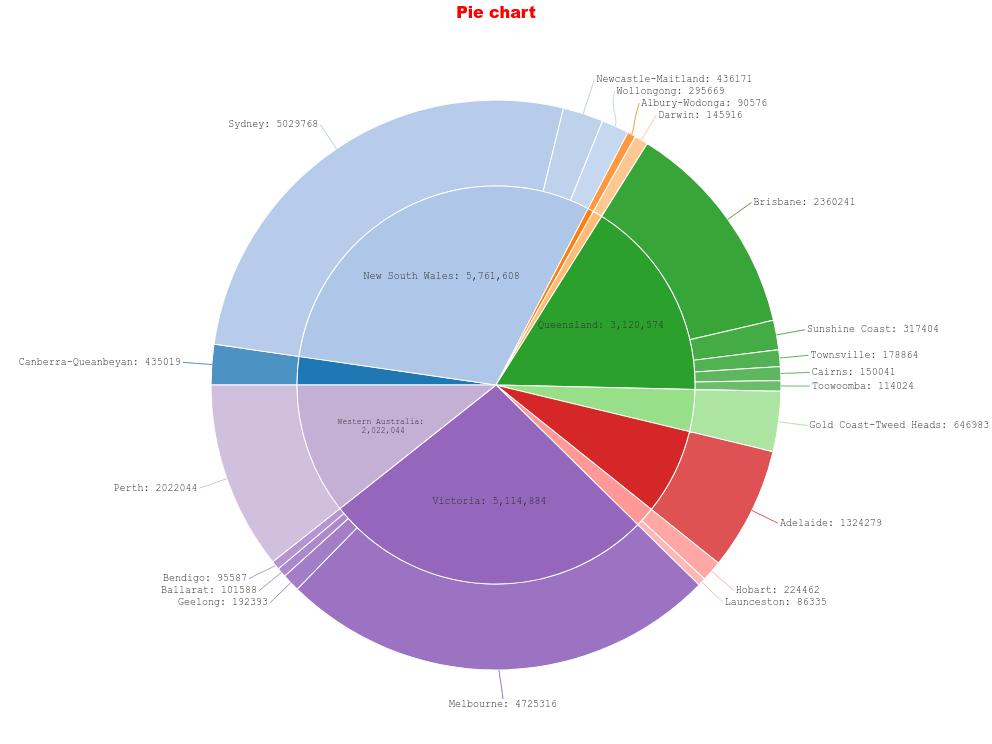 Pie chart
Newcastle-Maitland: 436171
Wollongong: 295669
Albury-Wodonga: 90576
Darwin: 145916
Sydney: 5029768
Brisbane: 2360241
New South Wales: 5,761,608
Queensland: 3,120,574
Sunshine Coast: 317404
Townsville: 178864
Canberra-Queanbeyan: 435019
Cairns: 150041
Toowoomba: 114024
Western Australia:
2,022,044
Gold Coast-Tweed Heads: 646983
Perth: 2022044
Victoria: 5,114,884
Adelaide: 1324279
Bendigo: 95587
Ballarat: 101588
Geelong: 192393
Hobart: 224462
Launceston: 86335
Melbourne: 4725316